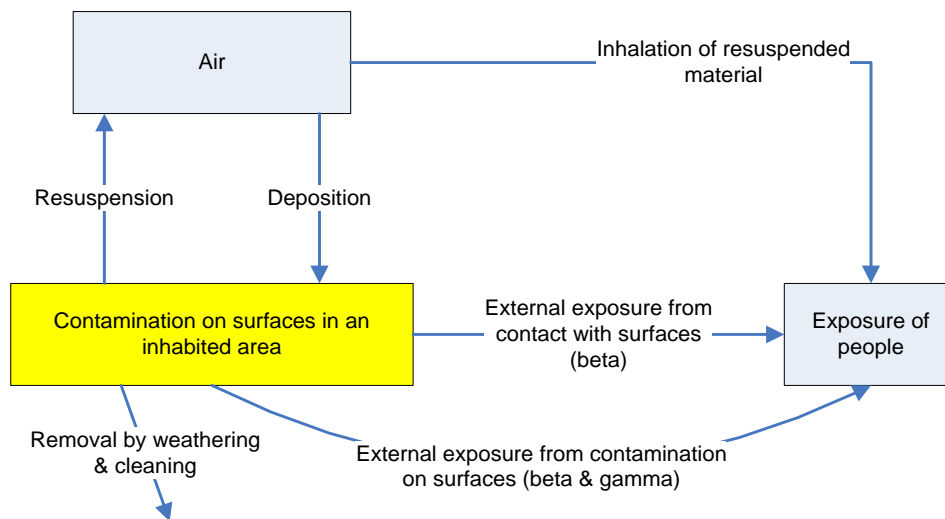 Air
Inhalation of resuspended
material
Resuspension
Deposition
Contamination on surfaces in an
inhabited area
External exposure from
contact with surfaces
(beta)
Exposure of
people
Removal by weathering
& cleaning
External exposure from contamination
on surfaces (beta & gamma)